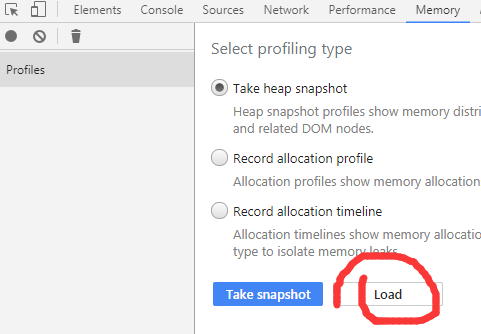 Elements Console Sources Network Performance Memory
Profiles
Select profiling type
Take heap snapshot
Heap snapshot profiles show memory distri
and related DOM nodes.
Record allocation profile
Allocation profiles show memory allocation
Record allocation timeline
Allocation timelines show memory allocatio
type to isolate memory leaks.
Take snapshot Load